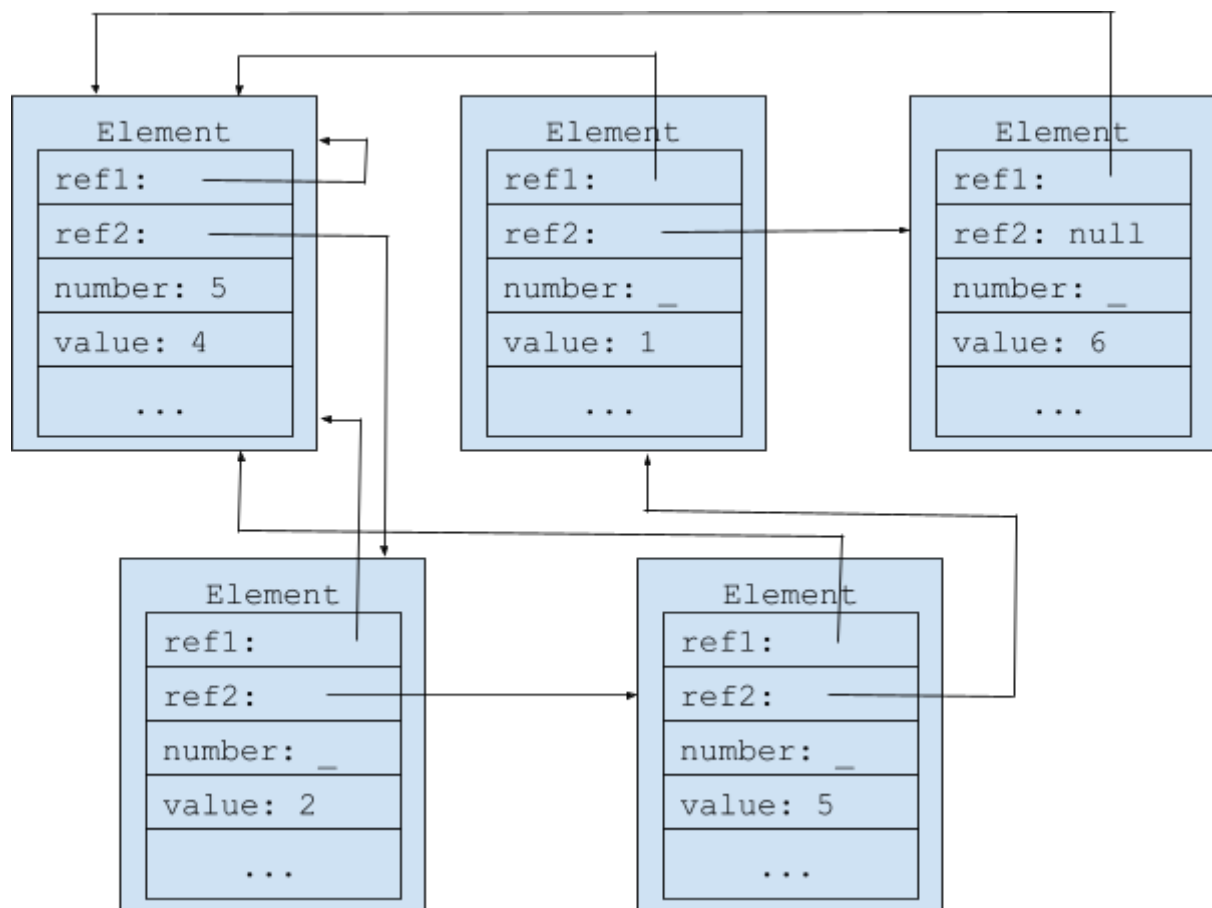 Element
ref1:
ref2:
number: 5
value: 4
...
Element
ref1:
ref2:
number: _
value: 1
...
Element
ref1:
ref2: null
number: _
value: 6
...
Element
ref1:
ref2:
number: _
value: 2
...
Element
ref1:
ref2:
number: _
value: 5
...